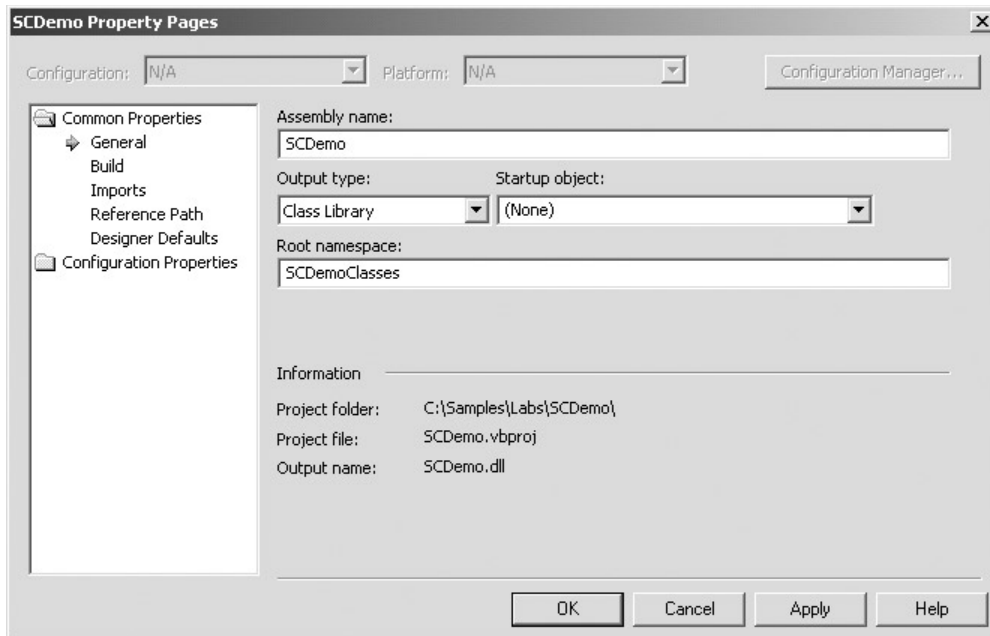 SCDemo Property Pages
Configuration: N/A Platform: N/A Configuration Manager...
Common Properties
General
Build
Imports
Reference Path
Designer Defaults
Configuration Properties
Assembly name:
SCDemo
Output type: Startup object:
Class Library (None)
Root namespace:
SCDemoClasses
Information
Project folder: C:\Samples\Labs\SCDemo\
Project file: SCDemo.vbproj
Output name: SCDemo.dll
OK Cancel Apply Help